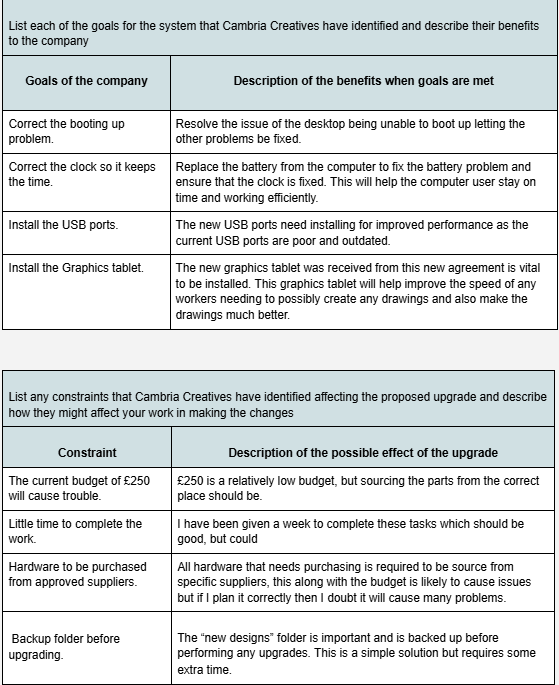 List each of the goals for the system that Cambria Creatives have identified and describe their benefits
to the company
Goals of the company
Description of the benefits when goals are met
Correct the booting up
problem.
Resolve the issue of the desktop being unable to boot up letting the
other problems be fixed.
Correct the clock so it keeps
the time.
Replace the battery from the computer to fix the battery problem and
ensure that the clock is fixed. This will help the computer user stay on
time and working efficiently.
Install the USB ports.
The new USB ports need installing for improved performance as the
current USB ports are poor and outdated.
Install the Graphics tablet.
The new graphics tablet was received from this new agreement is vital
to be installed. This graphics tablet will help improve the speed of any
workers needing to possibly create any drawings and also make the
drawings much better.
List any constraints that Cambria Creatives have identified affecting the proposed upgrade and describe
how they might affect your work in making the changes
Constraint
Description of the possible effect of the upgrade
The current budget of £250
will cause trouble.
£250 is a relatively low budget, but sourcing the parts from the correct
place should be.
Little time to complete the
work.
I have been given a week to complete these tasks which should be
good, but could
Hardware to be purchased
from approved suppliers.
All hardware that needs purchasing is required to be source from
specific suppliers, this along with the budget is likely to cause issues
but if I plan it correctly then I doubt it will cause many problems.
Backup folder before
upgrading.
The “new designs” folder is important and is backed up before
performing any upgrades. This is a simple solution but requires some
extra time.